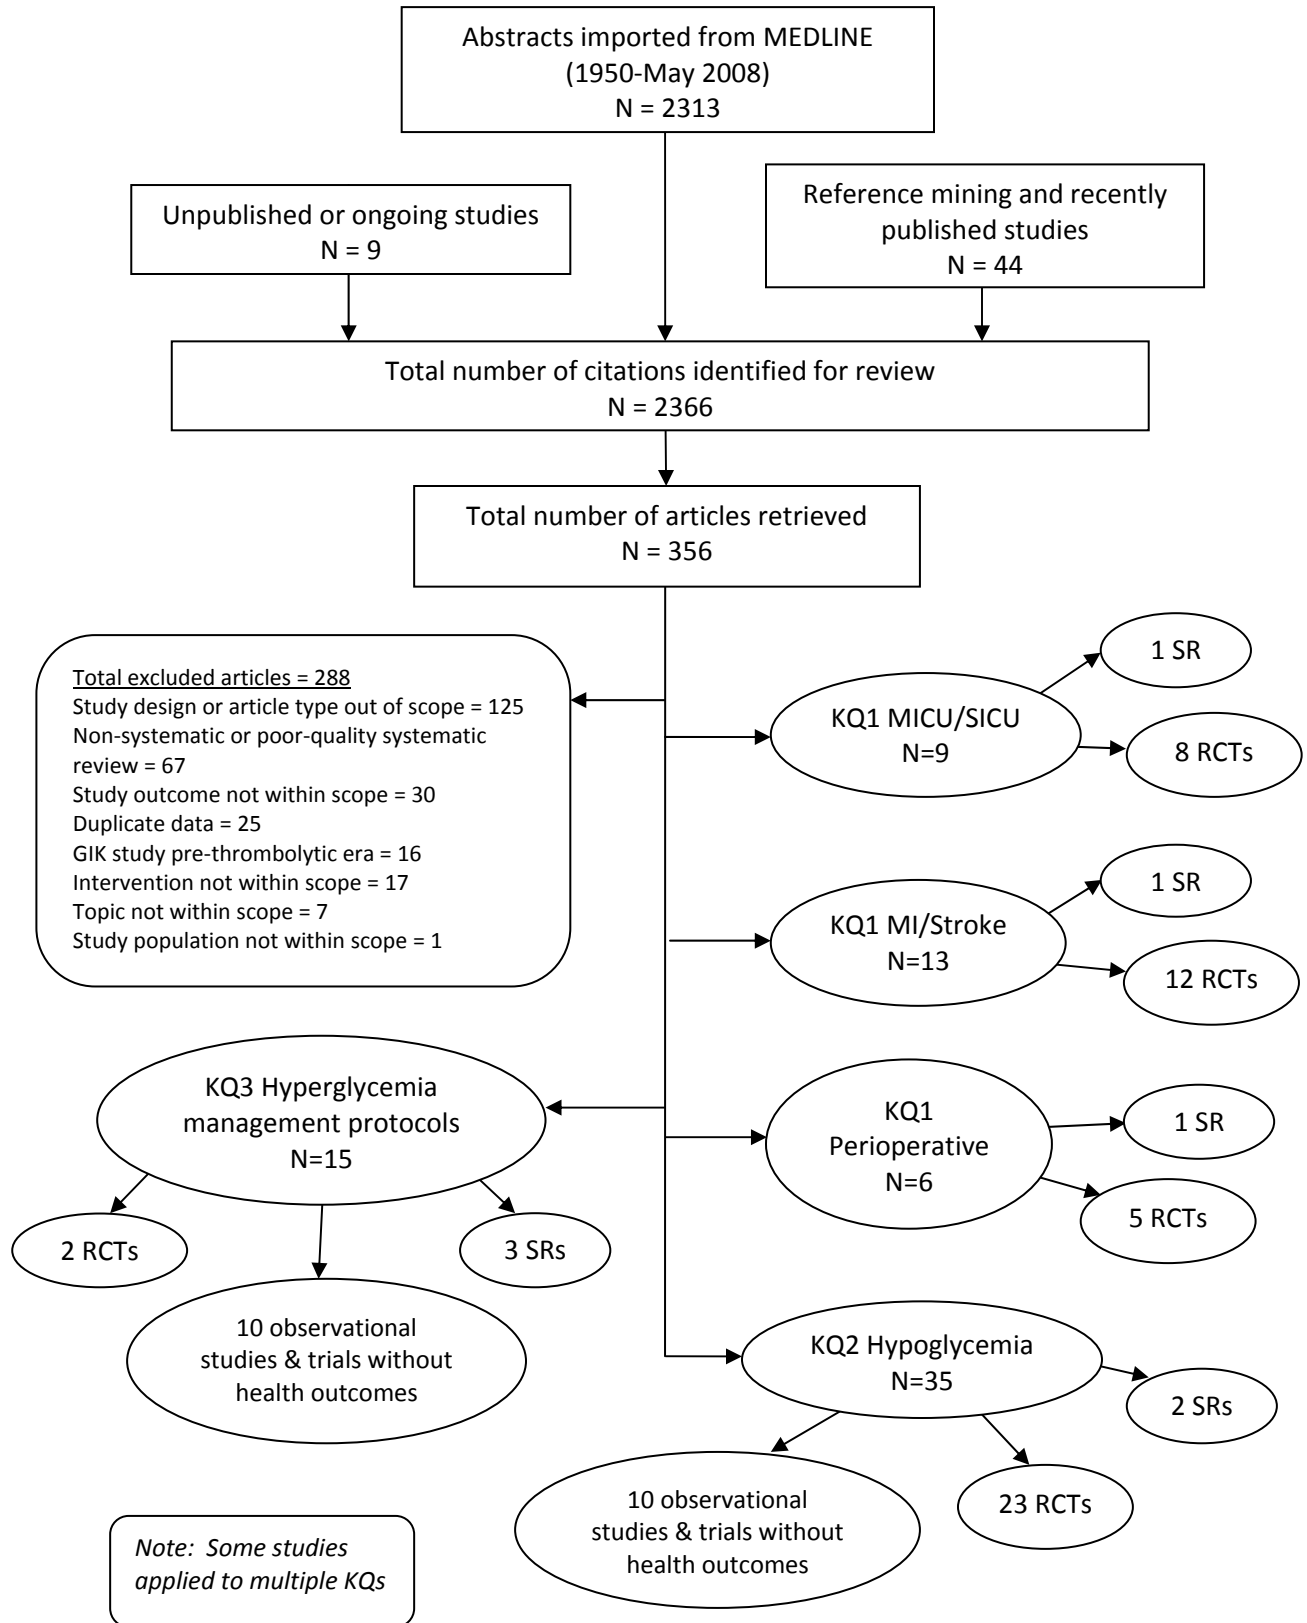 Abstracts imported from MEDLINE
(1950-May 2008)
N = 2313
Unpublished or ongoing studies
N = 9
Reference mining and recently
published studies
N = 44
Total number of citations identified for review
N = 2366
Total number of articles retrieved
N = 356
Total excluded articles = 288
Study design or article type out of scope = 125
Non-systematic or poor-quality systematic
review = 67
Study outcome not within scope = 30
Duplicate data = 25
GIK study pre-thrombolytic era = 16
Intervention not within scope = 17
Topic not within scope = 7
Study population not within scope = 1
KQ1 MICU/SICU
N=9
1 SR
8 RCTs
KQ1 MI/Stroke
N=13
1 SR
12 RCTs
KQ3 Hyperglycemia
management protocols
N=15
2 RCTs
3 SRs
10 observational
studies & trials without
health outcomes
KQ1
Perioperative
N=6
1 SR
5 RCTs
KQ2 Hypoglycemia
N=35
2 SRs
23 RCTs
10 observational
studies & trials without
health outcomes
Note:  Some studies
applied to multiple KQs